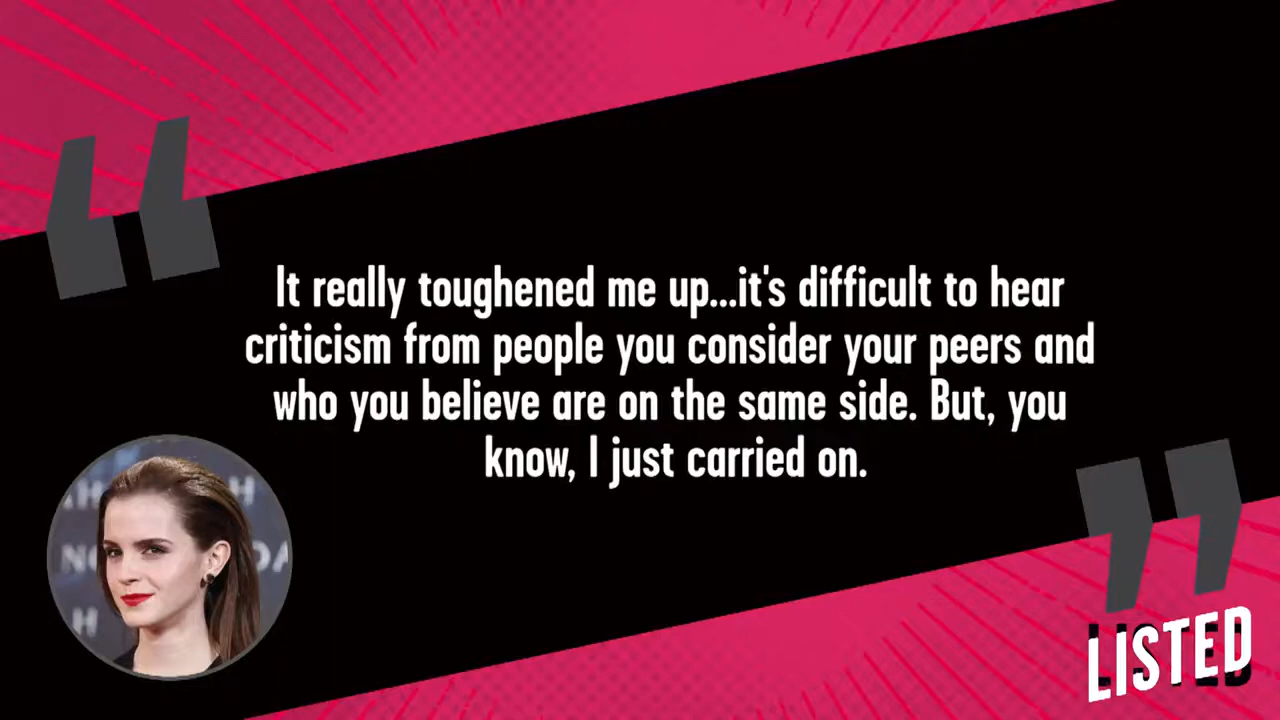 It really toughened me up...it's difficult to hear
criticism from people you consider your peers and
who you believe are on the same side. But, you
know, I just carried on.
LISTED